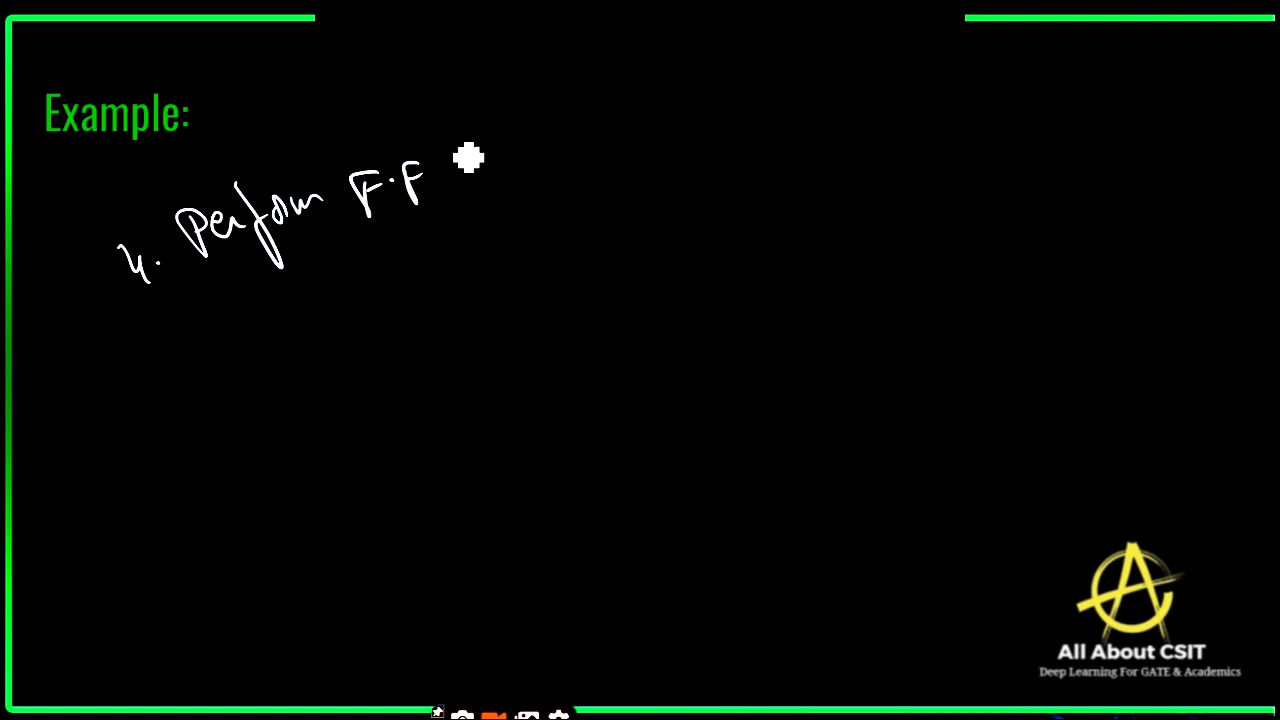 Example:
4. Perform F.F
All About CSIT
Deep Learning For GATE & Academics